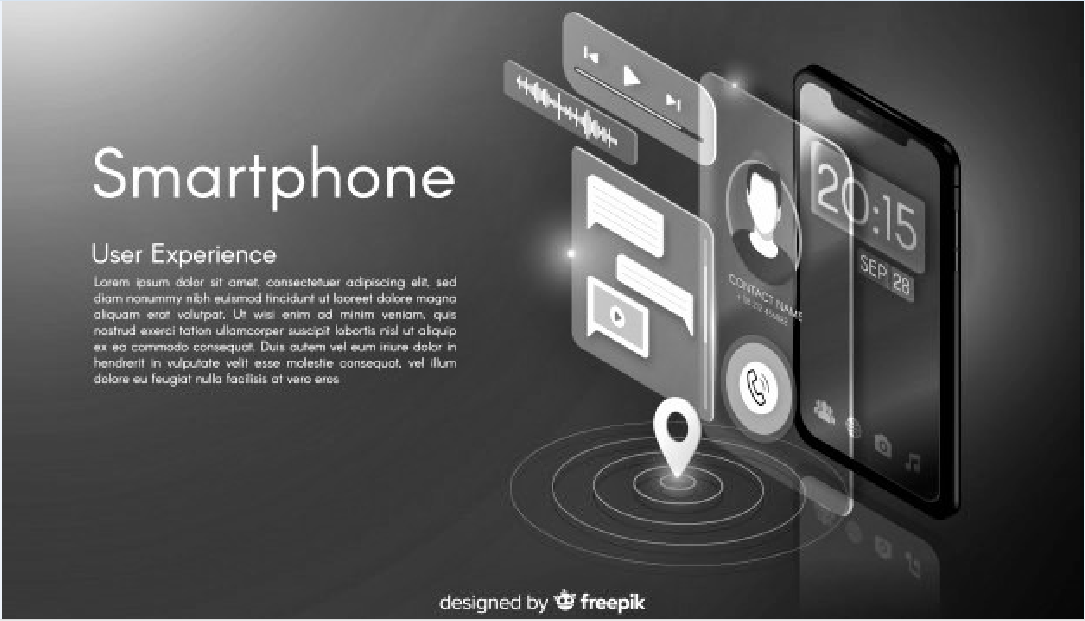 Smartphone
User Experience
Lorem ipsum dolor sit amet, consectetuer adipiscing elit, sed
diam nonummy nibh euismod tincidunt ut laoreet dolore magna
aliquam erat volutpat. Ut wisi enim ad minim veniam, quis
nostrud exerci tation ullamcorper suscipit lobortis nisl ut aliquip
ex ea commodo consequat. Duis autem vel eum iriure dolor in
hendrerit in vulputate velit esse molestie consequat, vel illum
dolore eu feugiat nulla facilisis at vero eros
20:15
SEP 28
CONTACT NAME
designed by freepik